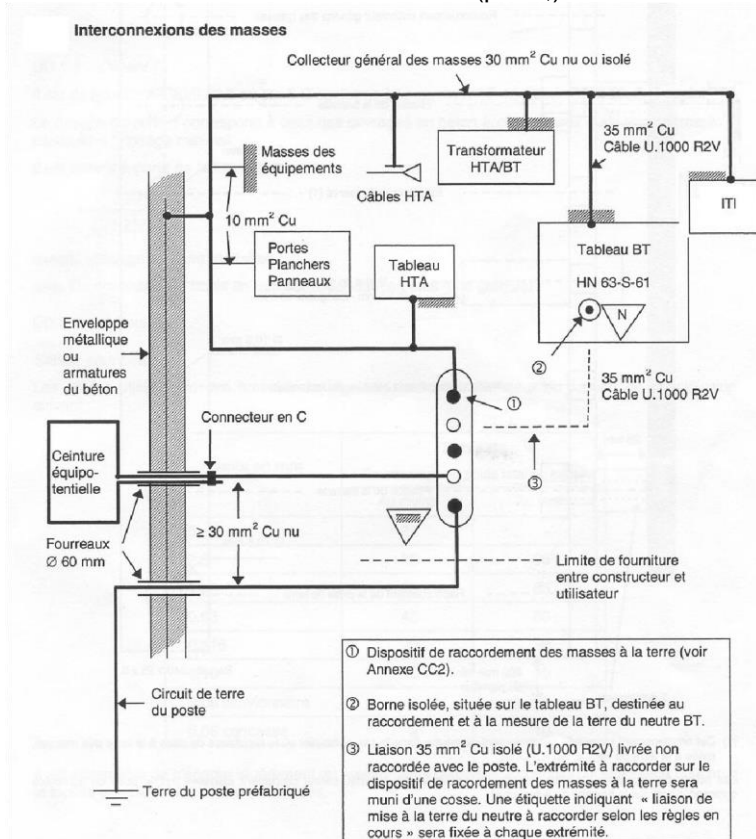 Interconnexions des masses
Collecteur général des masses 30 mm² Cu nu ou isolé
Masses des
équipements
Câbles HTA
Transformateur
HTA/BT
35 mm² Cu
Câble U.1000 R2V
ITI
10 mm² Cu
Portes
Planchers
Panneaux
Tableau
HTA
Tableau BT
HN 63-S-61
N
②
Enveloppe
métallique
ou
armatures
du béton
35 mm² Cu
Câble U.1000 R2V
①
Connecteur en C
③
Ceinture
équipo-
tentielle
≥ 30 mm² Cu nu
Fourreaux
Ø 60 mm
Limite de fourniture
entre constructeur et
utilisateur
Circuit de terre
du poste
Terre du poste préfabriqué
① Dispositif de raccordement des masses à la terre (voir
Annexe CC2).
② Borne isolée, située sur le tableau BT, destinée au
raccordement et à la mesure de la terre du neutre BT.
③ Liaison 35 mm² Cu isolé (U.1000 R2V) livrée non
raccordée avec le poste. L'extrémité à raccorder sur le
dispositif de racordement des masses à la terre sera
muni d'une cosse. Une étiquette indiquant « liaison de
mise à la terre du neutre à raccorder selon les règles en
cours » sera fixée à chaque extrémité.